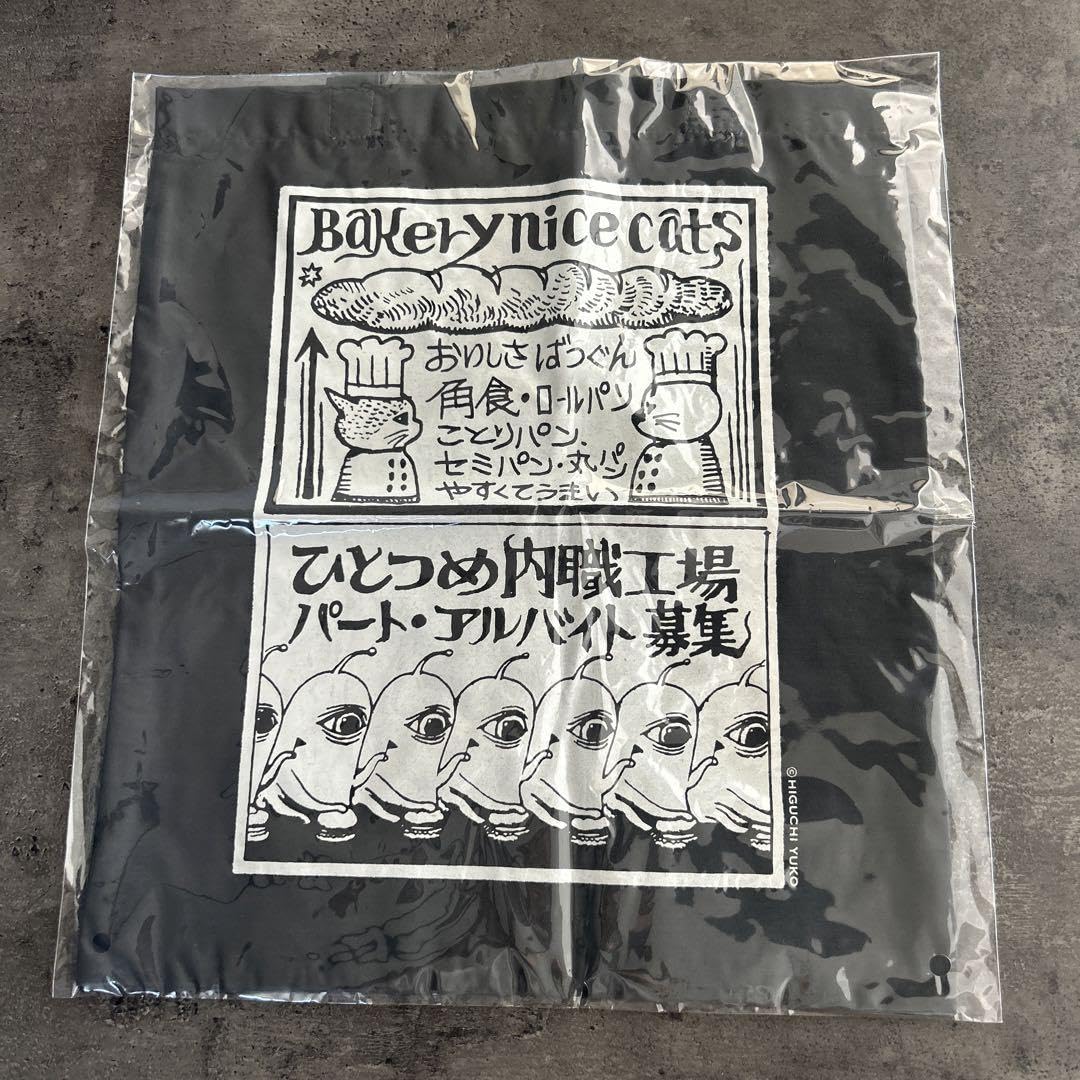 Bakery nice cats
おいしさばつぐん
角食・ロールパン
ことりパン、
セミパン・丸パン
やすくてうまい
ひとつめ内職工場
パート・アルバイト募集
©HIGUCHI YUKO